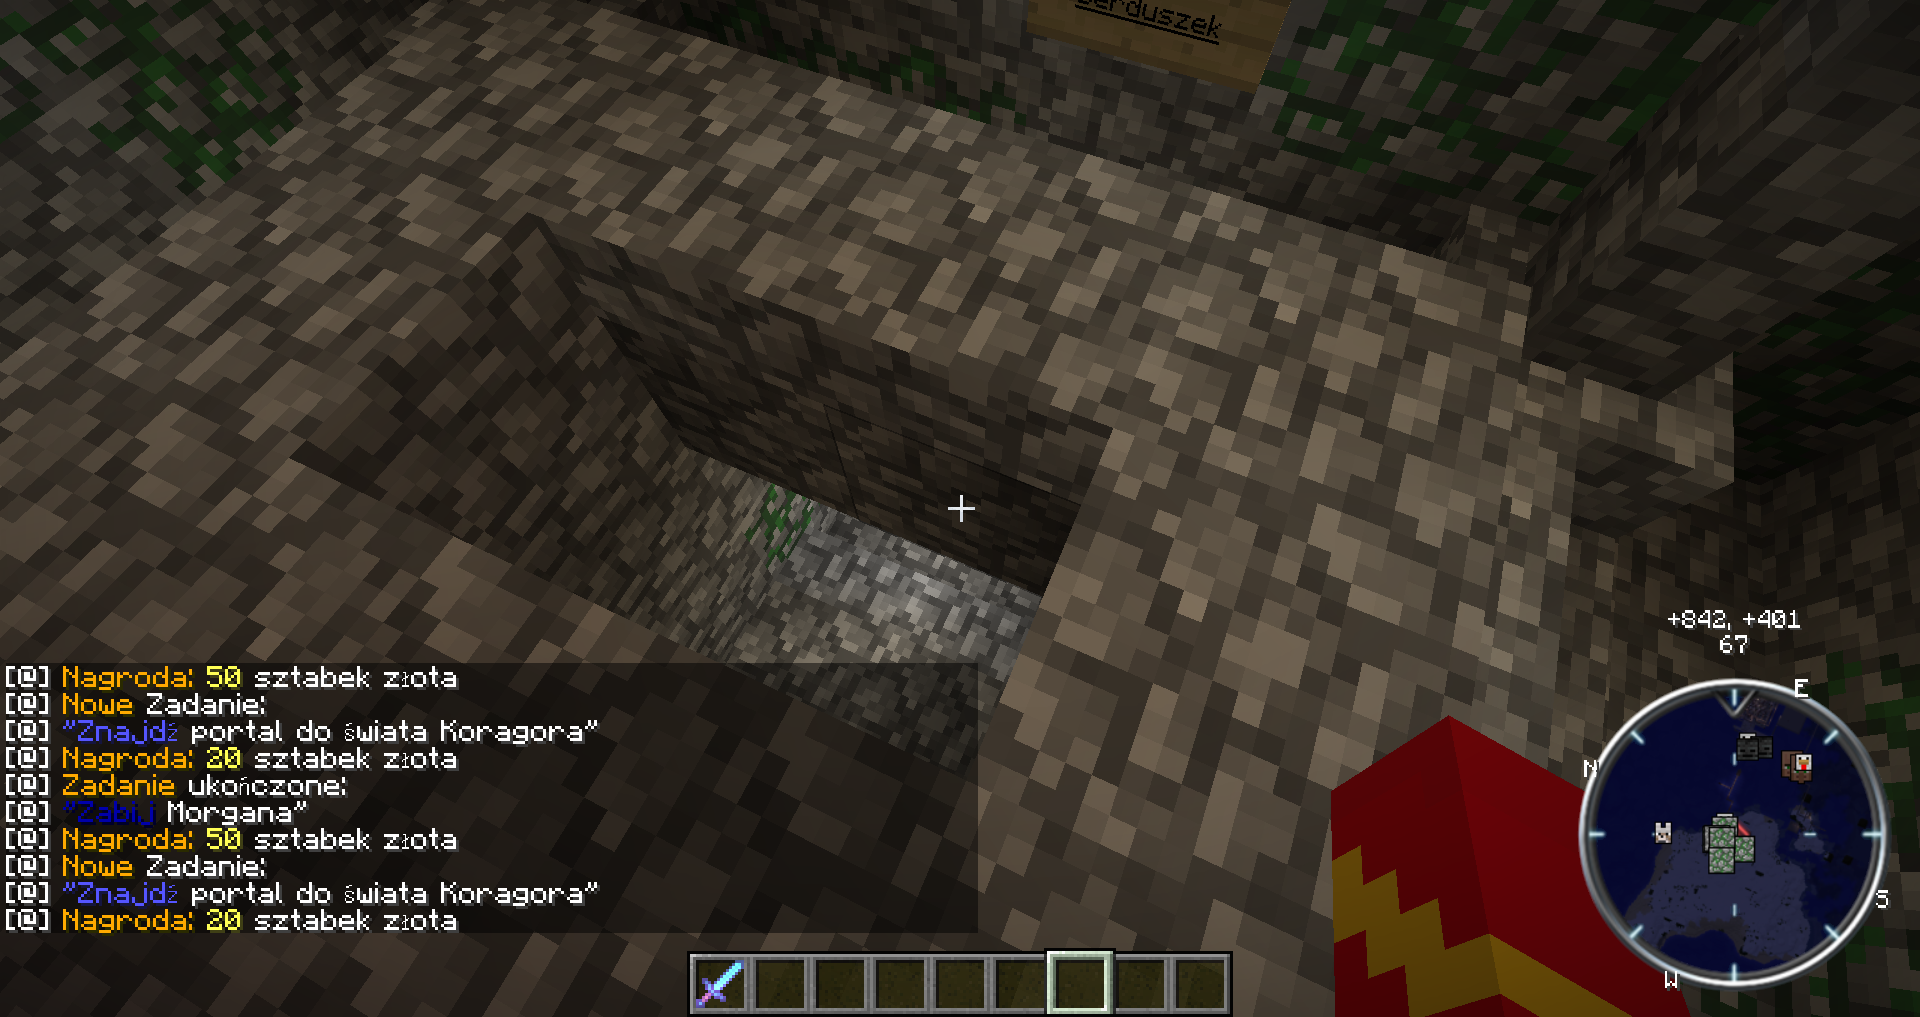 [@] Nagroda: 50 sztabek złota
[@] Nowe Zadanie:
[@] "Znajdź portal do świata Koragora"
[@] Nagroda: 20 sztabek złota
[@] Zadanie ukończone:
[@] "Zabij Morgana"
[@] Nagroda: 50 sztabek złota
[@] Nowe Zadanie:
[@] "Znajdź portal do świata Koragora"
[@] Nagroda: 20 sztabek złota
+842, +401
67
E
N
S
W